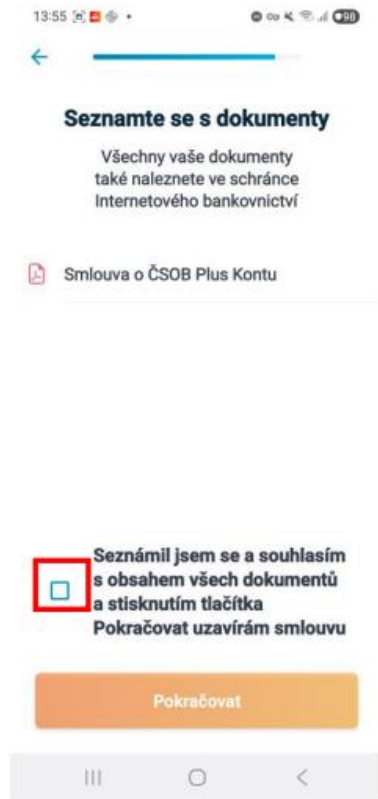 13:55
98
Seznamte se s dokumenty
Všechny vaše dokumenty
také naleznete ve schránce
Internetového bankovnictví
Smlouva o ČSOB Plus Kontu
Seznámil jsem se a souhlasím
s obsahem všech dokumentů
a stisknutím tlačítka
Pokračovat uzavírám smlouvu
Pokračovat